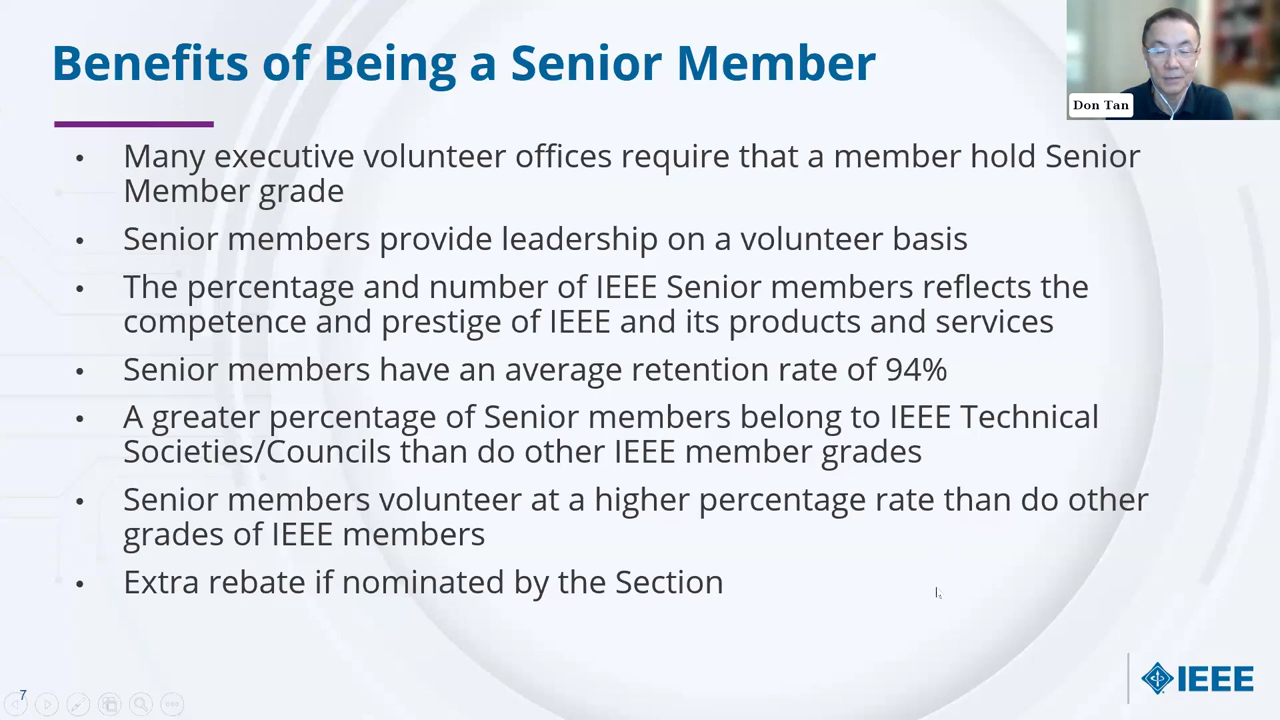 Benefits of Being a Senior Member
Don Tan
• Many executive volunteer offices require that a member hold Senior
Member grade
• Senior members provide leadership on a volunteer basis
• The percentage and number of IEEE Senior members reflects the
competence and prestige of IEEE and its products and services
• Senior members have an average retention rate of 94%
• A greater percentage of Senior members belong to IEEE Technical
Societies/Councils than do other IEEE member grades
• Senior members volunteer at a higher percentage rate than do other
grades of IEEE members
• Extra rebate if nominated by the Section
7
IEEE